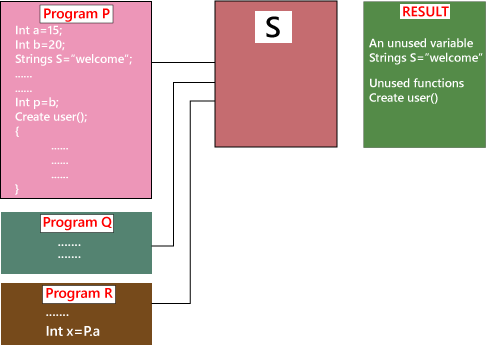 Program P
Int a=15;
Int b=20;
Strings S="welcome";
......
......
Int p=b;
Create user();
{
......
......
......
}
Program Q
.......
.......
Program R
.......
Int x=P.a
S
RESULT
An unused variable
Strings S="welcome"
Unused functions
Create user()